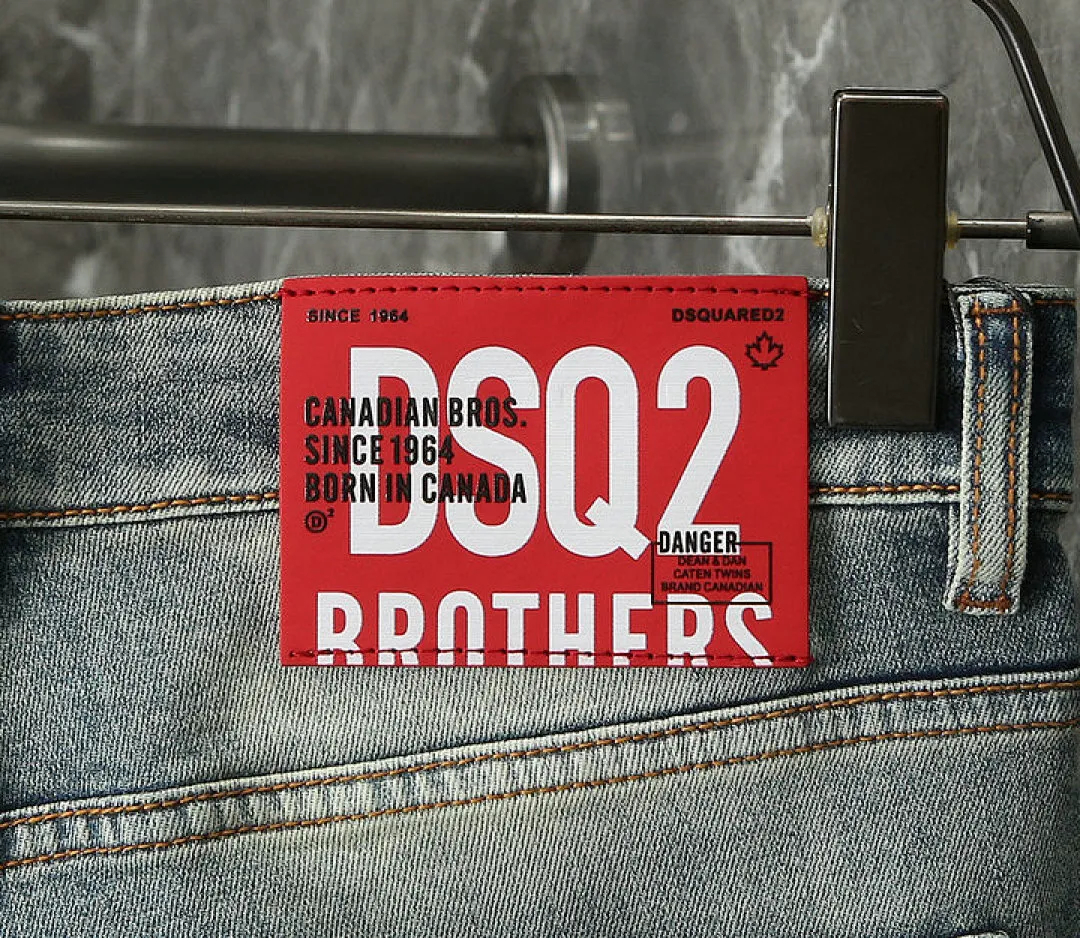 SINCE 1964
DSQUARED2
DSQ2
CANADIAN BROS.
SINCE 1964
BORN IN CANADA
D2
DANGER
DEAN & DAN
CATEN TWINS
BRAND CANADIAN
BROTHERS